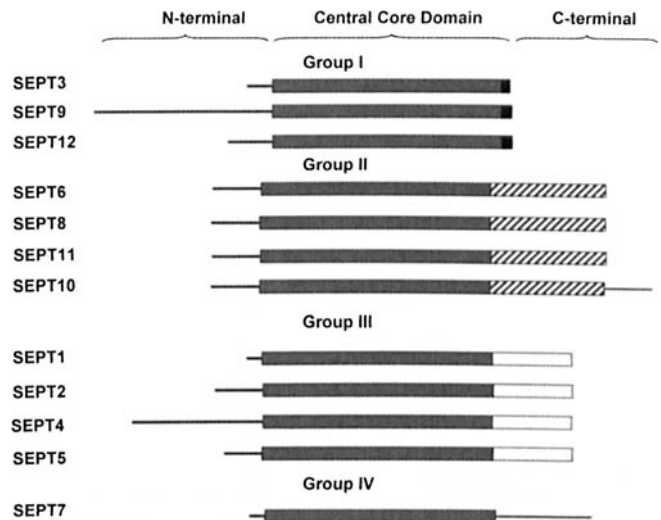 N-terminal Central Core Domain C-terminal
Group I
SEPT3
SEPT9
SEPT12
Group II
SEPT6
SEPT8
SEPT11
SEPT10
Group III
SEPT1
SEPT2
SEPT4
SEPT5
Group IV
SEPT7